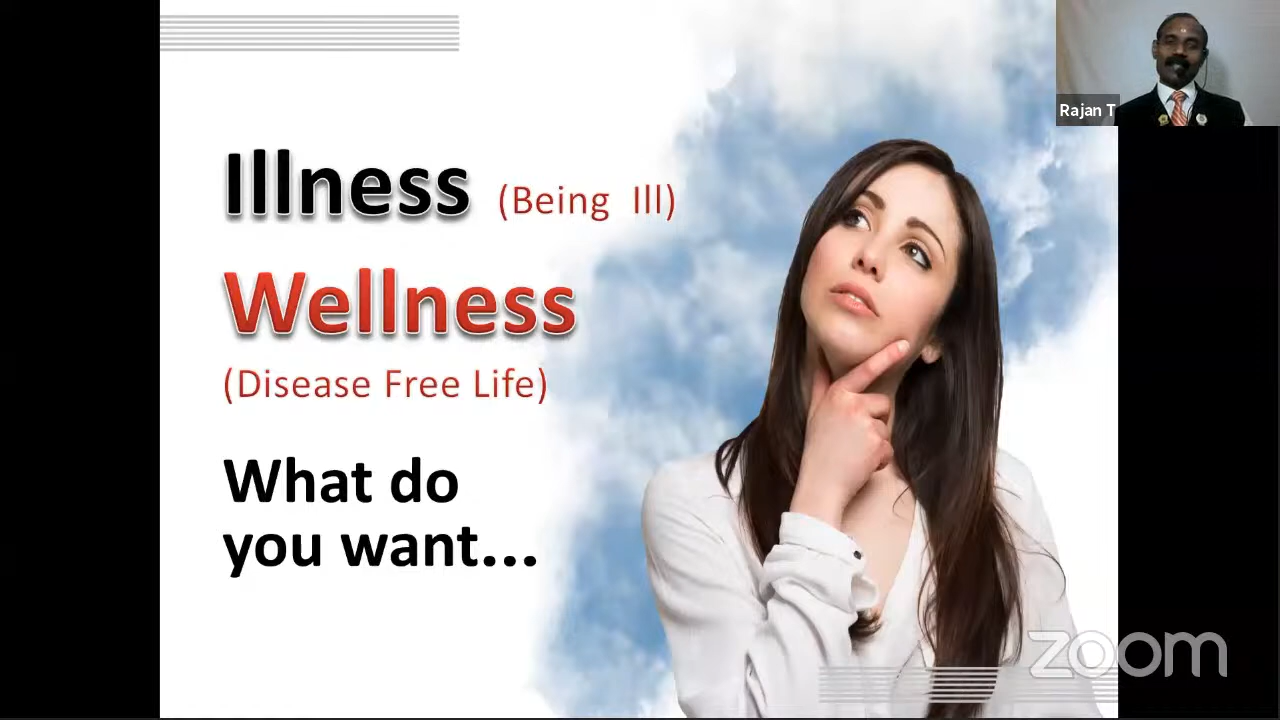 Rajan T
Illness (Being Ill)
Wellness
(Disease Free Life)
What do
you want...
zoom